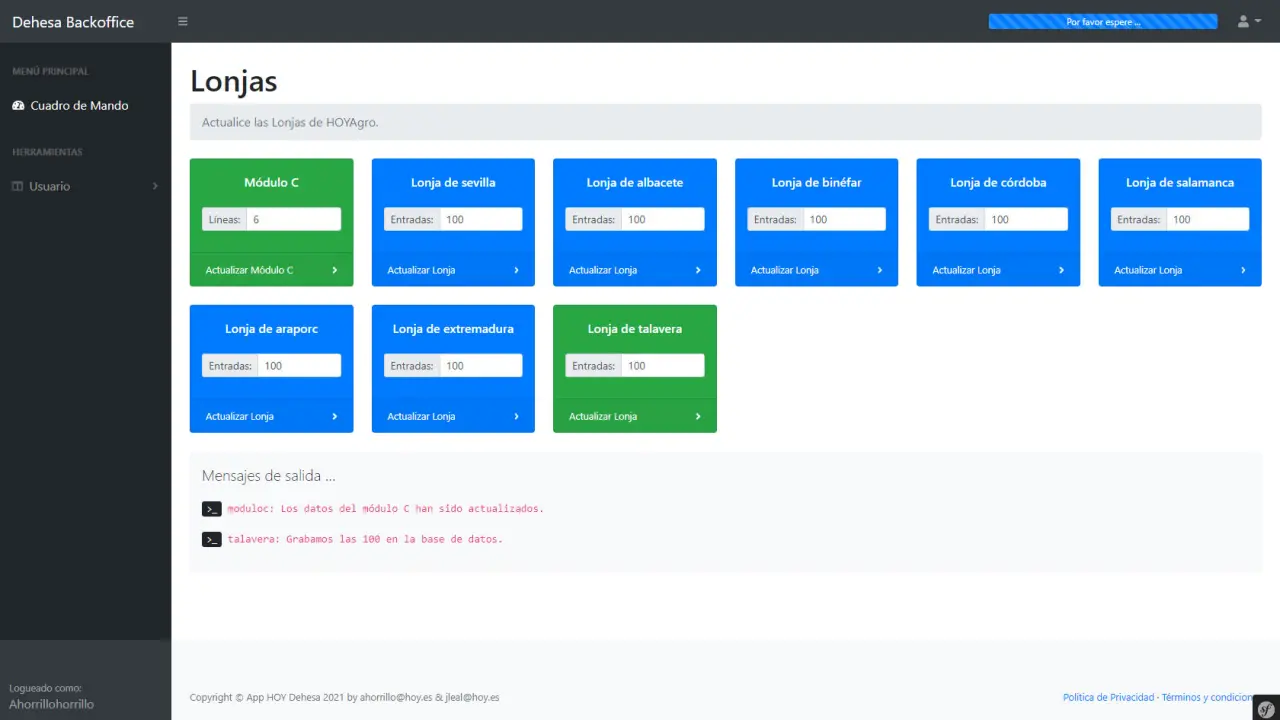 Dehesa Backoffice
Por favor espere ...
MENÚ PRINCIPAL
Cuadro de Mando
HERRAMIENTAS
Usuario
Lonjas
Actualice las Lonjas de HOYAgro.
Módulo C
Líneas: 6
Actualizar Módulo C
Lonja de sevilla
Entradas: 100
Actualizar Lonja
Lonja de albacete
Entradas: 100
Actualizar Lonja
Lonja de binéfar
Entradas: 100
Actualizar Lonja
Lonja de córdoba
Entradas: 100
Actualizar Lonja
Lonja de salamanca
Entradas: 100
Actualizar Lonja
Lonja de araporc
Entradas: 100
Actualizar Lonja
Lonja de extremadura
Entradas: 100
Actualizar Lonja
Lonja de talavera
Entradas: 100
Actualizar Lonja
Mensajes de salida ...
>_ moduloc: Los datos del módulo C han sido actualizados.
>_ talavera: Grabamos las 100 en la base de datos.
Logueado como:
Ahorrillohorrillo
Copyright © App HOY Dehesa 2021 by ahorrillo@hoy.es & jleal@hoy.es
Política de Privacidad · Términos y condicion
sf